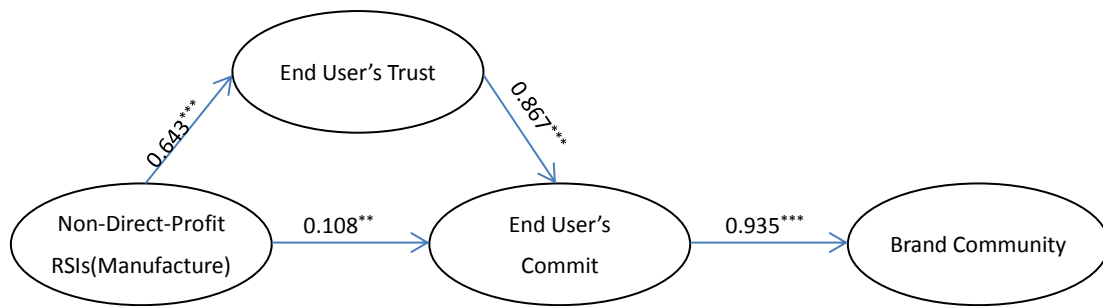 End User’s Trust
0.643***
0.867***
Non-Direct-Profit
RSIs(Manufacture)
0.108**
End User’s
Commit
0.935***
Brand Community